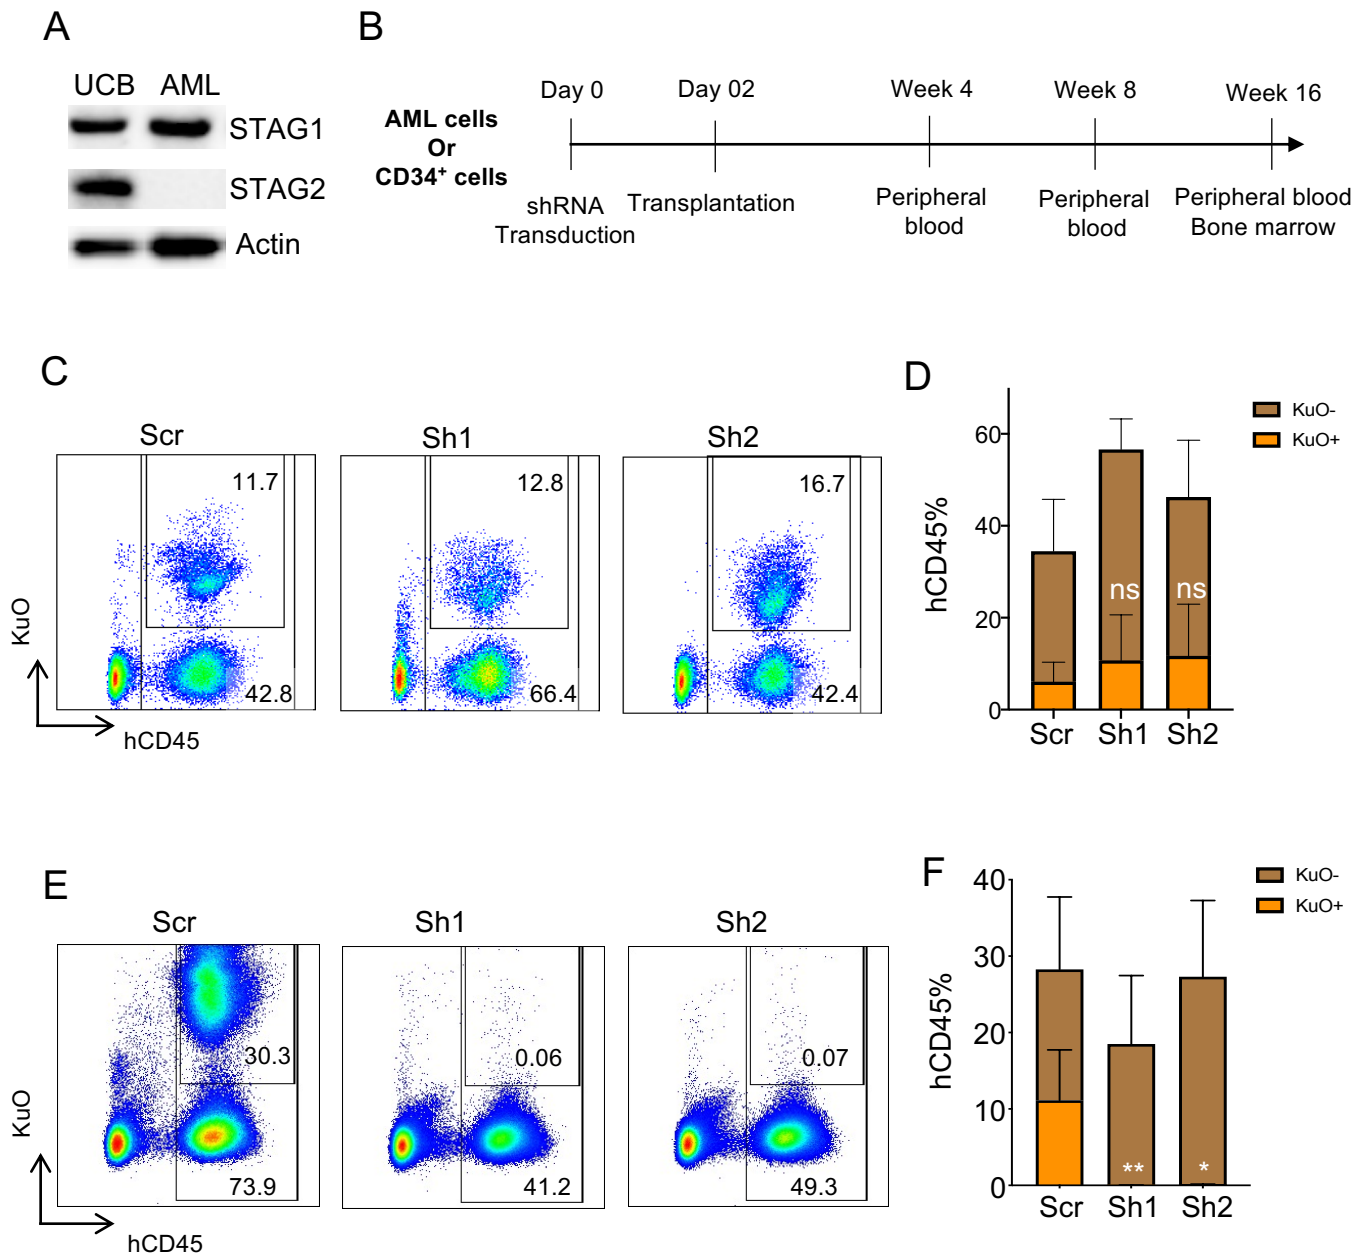 A
UCB AML
STAG1
STAG2
Actin
B
Day 0 Day 02 Week 4 Week 8 Week 16
AML cells
Or
CD34+ cells
shRNA
Transduction
Transplantation
Peripheral
blood
Peripheral
blood
Peripheral blood
Bone marrow
C
Scr Sh1 Sh2
11.7
42.8
12.8
66.4
16.7
42.4
KuO
hCD45
D
KuO-
KuO+
hCD45%
60
40
20
0
ns ns
Scr Sh1 Sh2
E
Scr Sh1 Sh2
30.3
73.9
0.06
41.2
0.07
49.3
KuO
hCD45
F
KuO-
KuO+
hCD45%
40
30
20
10
0
** *
Scr Sh1 Sh2